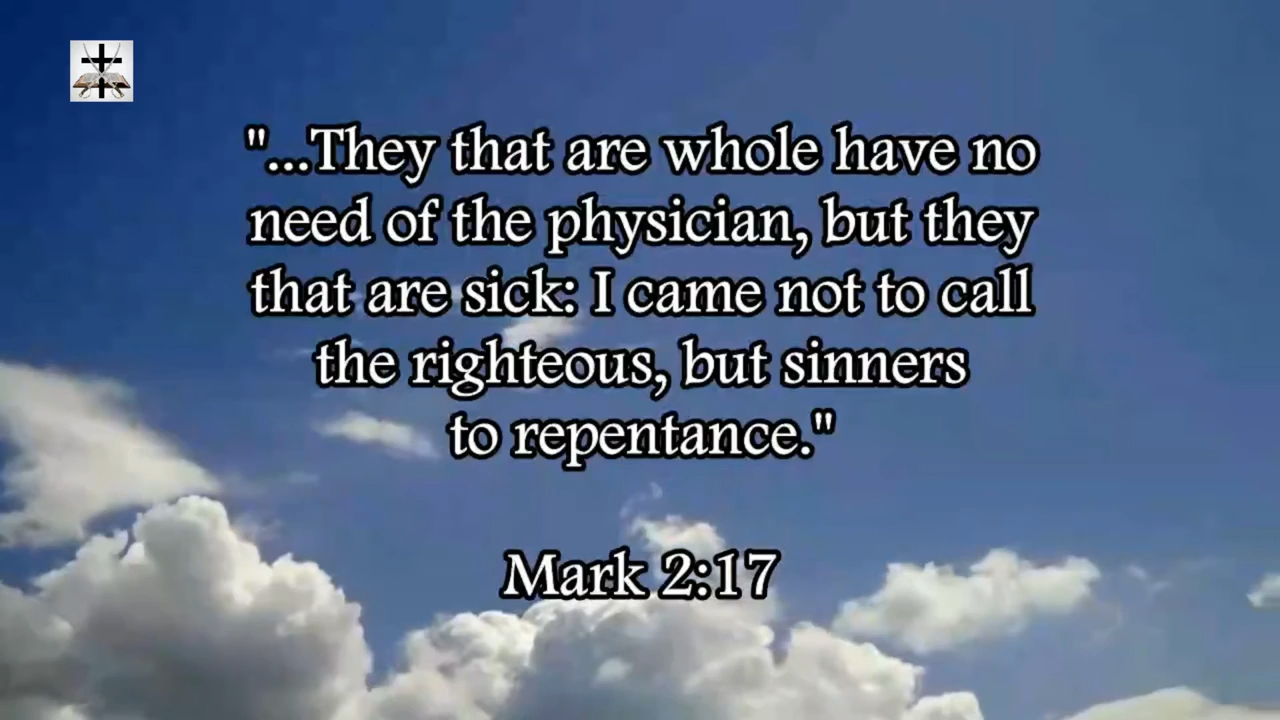 "...They that are whole have no
need of the physician, but they
that are sick: I came not to call
the righteous, but sinners
to repentance."
Mark 2:17